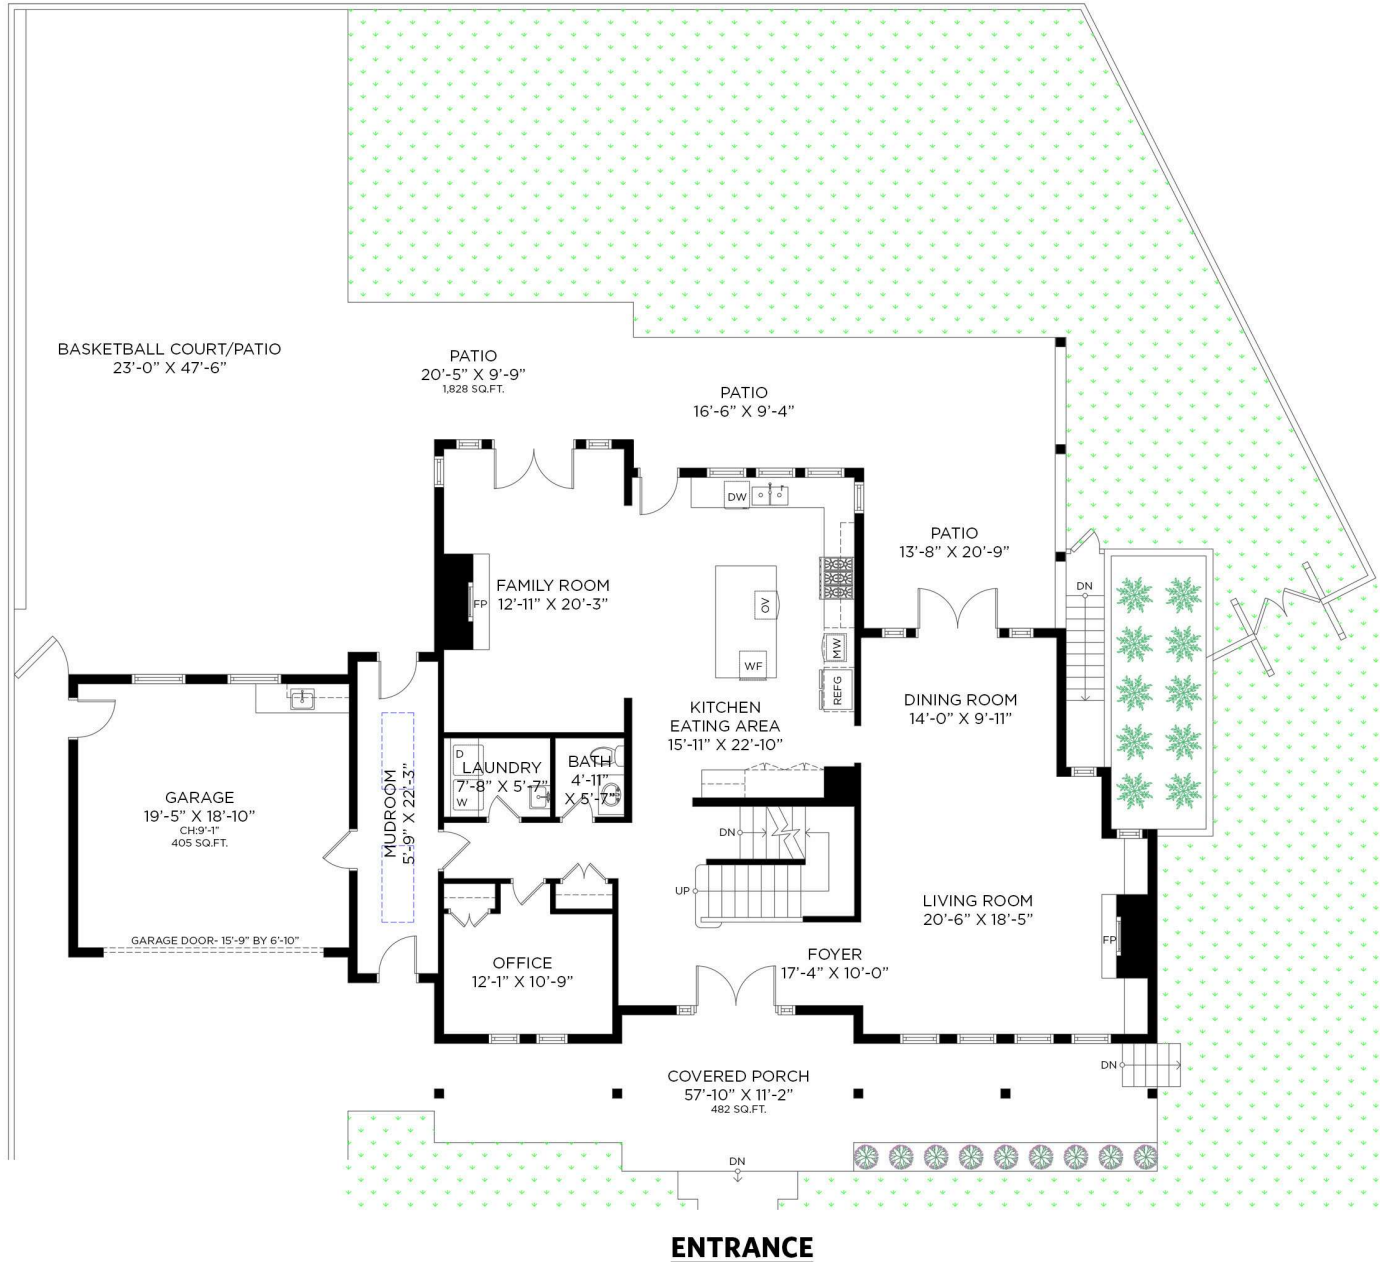 BASKETBALL COURT/PATIO
23'-0" X 47'-6"
PATIO
20'-5" X 9'-9"
1,828 SQ.FT.
PATIO
16'-6" X 9'-4"
DW
PATIO
13'-8" X 20'-9"
FAMILY ROOM
12'-11" X 20'-3"
FP
OV
WF
MW
REFG
DN
KITCHEN
EATING AREA
15'-11" X 22'-10"
DINING ROOM
14'-0" X 9'-11"
D
W
LAUNDRY
7'-8" X 5'-7"
BATH
4'-11"
X 5'-7"
GARAGE
19'-5" X 18'-10"
CH:9'-1"
405 SQ.FT.
MUDROOM
5'-9" X 22'-3"
DN
UP
LIVING ROOM
20'-6" X 18'-5"
FP
GARAGE DOOR- 15'-9" BY 6'-10"
OFFICE
12'-1" X 10'-9"
FOYER
17'-4" X 10'-0"
COVERED PORCH
57'-10" X 11'-2"
482 SQ.FT.
DN
DN
ENTRANCE